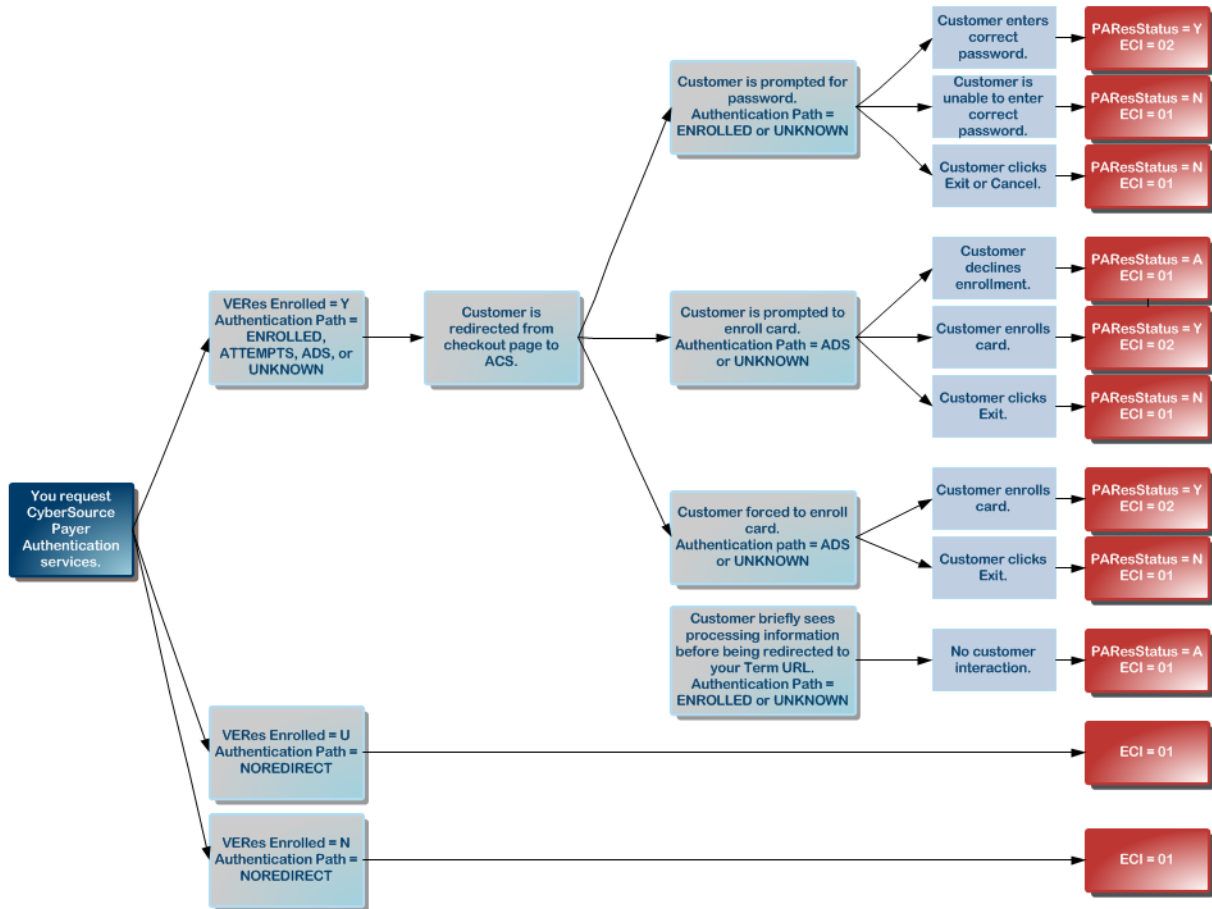 You request
CyberSource
Payer
Authentication
services.
VERes Enrolled = Y
Authentication Path =
ENROLLED,
ATTEMPTS, ADS, or
UNKNOWN
Customer is
redirected from
checkout page to
ACS.
Customer is prompted for
password.
Authentication Path =
ENROLLED or UNKNOWN
Customer enters
correct
password.
PAResStatus = Y
ECI = 02
Customer is
unable to enter
correct
password.
PAResStatus = N
ECI = 01
Customer clicks
Exit or Cancel.
PAResStatus = N
ECI = 01
Customer is prompted to
enroll card.
Authentication Path = ADS
or UNKNOWN
Customer
declines
enrollment.
PAResStatus = A
ECI = 01
Customer enrolls
card.
PAResStatus = Y
ECI = 02
Customer clicks
Exit.
PAResStatus = N
ECI = 01
Customer forced to enroll
card.
Authentication path = ADS
or UNKNOWN
Customer enrolls
card.
PAResStatus = Y
ECI = 02
Customer clicks
Exit.
PAResStatus = N
ECI = 01
Customer briefly sees
processing information
before being redirected to
your Term URL.
Authentication Path =
ENROLLED or UNKNOWN
No customer
interaction.
PAResStatus = A
ECI = 01
VERes Enrolled = U
Authentication Path =
NOREDIRECT
ECI = 01
VERes Enrolled = N
Authentication Path =
NOREDIRECT
ECI = 01